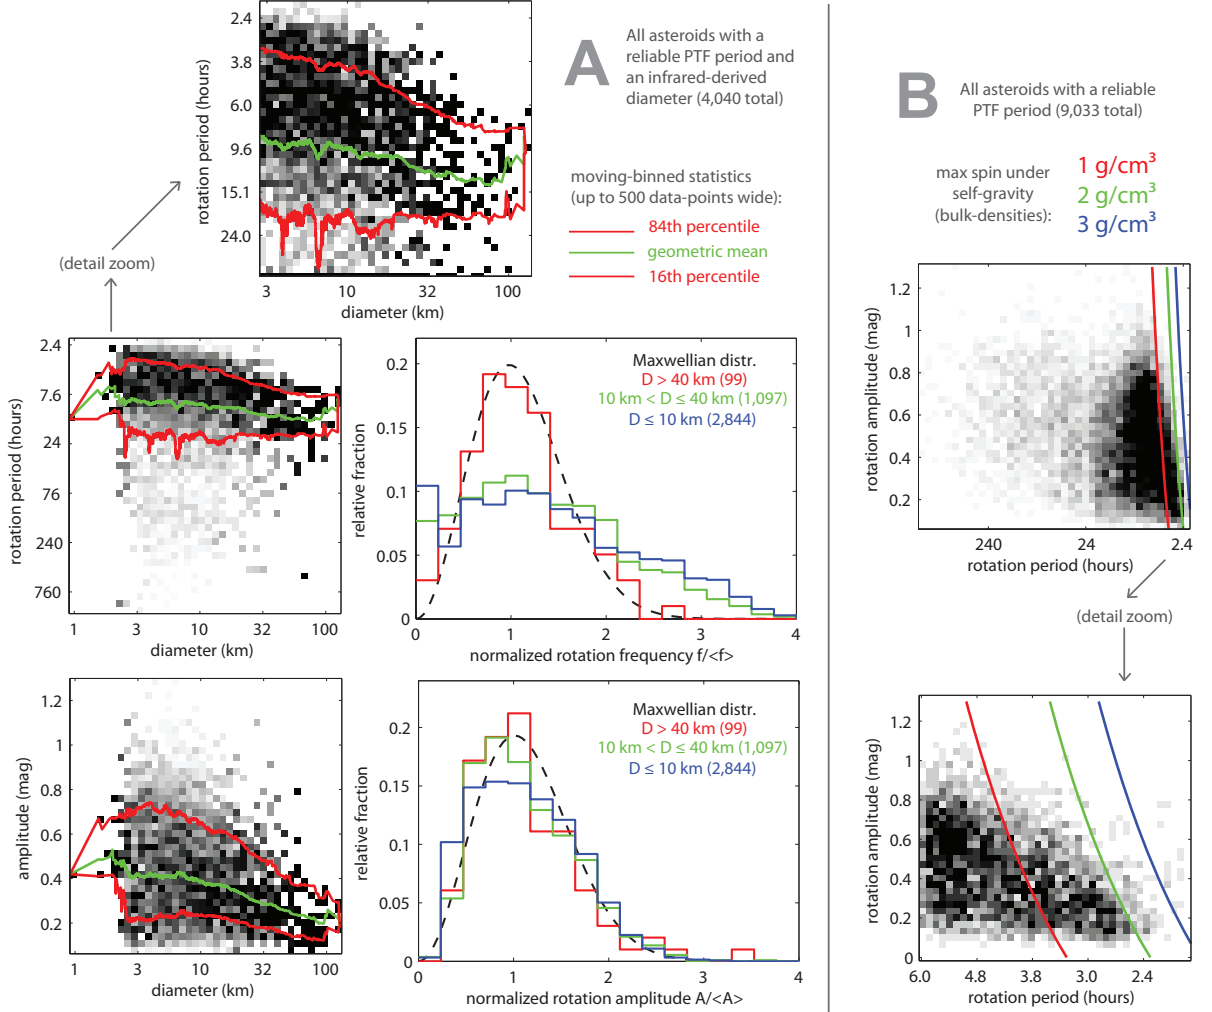 A
All asteroids with a
reliable PTF period and
an infrared-derived
diameter (4,040 total)
moving-binned statistics
(up to 500 data-points wide):
84th percentile
geometric mean
16th percentile
rotation period (hours)
2.4
3.8
6.0
9.6
15.1
24.0
3
10
32
100
diameter (km)
(detail zoom)
rotation period (hours)
2.4
7.6
24
76
240
760
1
3
10
32
100
diameter (km)
relative fraction
0.2
0.15
0.1
0.05
0
Maxwellian distr.
D > 40 km (99)
10 km < D ≤ 40 km (1,097)
D ≤ 10 km (2,844)
0
1
2
3
4
normalized rotation frequency f/<f>
amplitude (mag)
1.2
1
0.8
0.6
0.4
0.2
1
3
10
32
100
diameter (km)
relative fraction
0.2
0.15
0.1
0.05
0
Maxwellian distr.
D > 40 km (99)
10 km < D ≤ 40 km (1,097)
D ≤ 10 km (2,844)
0
1
2
3
4
normalized rotation amplitude A/<A>
B
All asteroids with a reliable
PTF period (9,033 total)
max spin under
self-gravity
(bulk-densities):
1 g/cm³
2 g/cm³
3 g/cm³
rotation amplitude (mag)
1.2
1
0.8
0.6
0.4
0.2
240
24
2.4
rotation period (hours)
(detail zoom)
rotation amplitude (mag)
1.2
1
0.8
0.6
0.4
0.2
0
6.0
4.8
3.8
3.0
2.4
rotation period (hours)